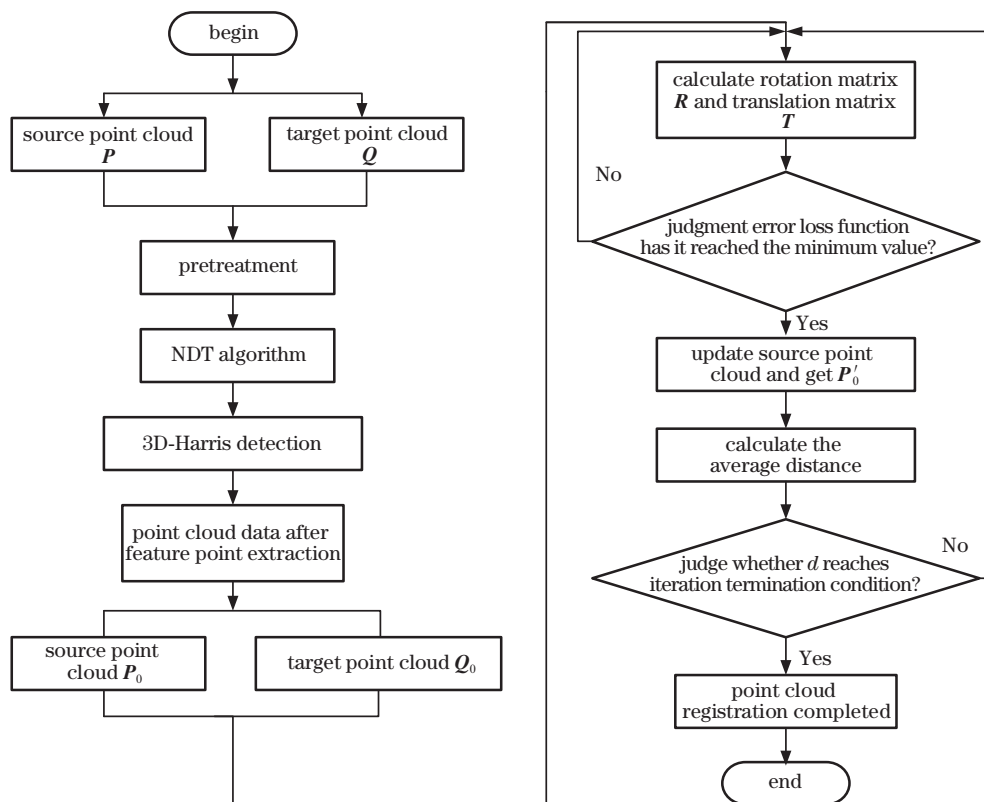 begin
source point cloud
P
target point cloud
Q
pretreatment
NDT algorithm
3D-Harris detection
point cloud data after
feature point extraction
source point
cloud P₀
target point cloud Q₀
calculate rotation matrix
R and translation matrix
T
No
judgment error loss function
has it reached the minimum value?
Yes
update source point
cloud and get P₀′
calculate the
average distance
No
judge whether d reaches
iteration termination condition?
Yes
point cloud
registration completed
end